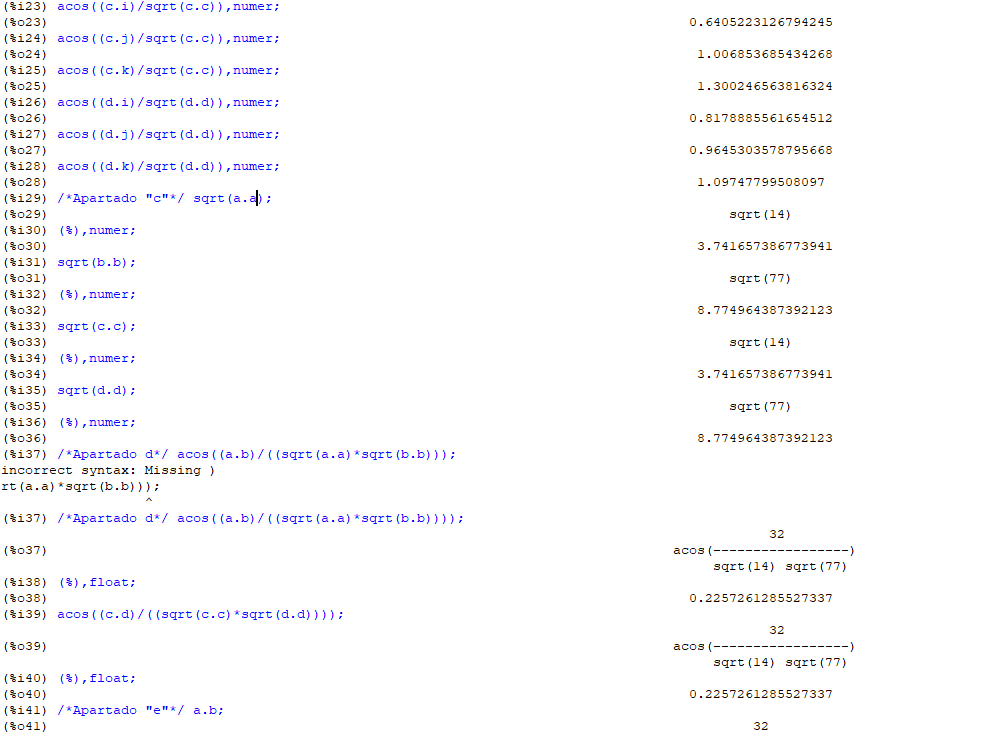 (%i23) acos((c.i)/sqrt(c.c)),numer;
(%o23) 0.6405223126794245
(%i24) acos((c.j)/sqrt(c.c)),numer;
(%o24) 1.006853685434268
(%i25) acos((c.k)/sqrt(c.c)),numer;
(%o25) 1.300246563816324
(%i26) acos((d.i)/sqrt(d.d)),numer;
(%o26) 0.8178885561654512
(%i27) acos((d.j)/sqrt(d.d)),numer;
(%o27) 0.9645303578795668
(%i28) acos((d.k)/sqrt(d.d)),numer;
(%o28) 1.09747799508097
(%i29) /*Apartado "c"*/ sqrt(a.a);
(%o29) sqrt(14)
(%i30) (%),numer;
(%o30) 3.741657386773941
(%i31) sqrt(b.b);
(%o31) sqrt(77)
(%i32) (%),numer;
(%o32) 8.774964387392123
(%i33) sqrt(c.c);
(%o33) sqrt(14)
(%i34) (%),numer;
(%o34) 3.741657386773941
(%i35) sqrt(d.d);
(%o35) sqrt(77)
(%i36) (%),numer;
(%o36) 8.774964387392123
(%i37) /*Apartado d*/ acos((a.b)/((sqrt(a.a)*sqrt(b.b)));
incorrect syntax: Missing )
rt(a.a)*sqrt(b.b)));
^
(%i37) /*Apartado d*/ acos((a.b)/((sqrt(a.a)*sqrt(b.b))));
32
(%o37) acos(-----------------)
sqrt(14) sqrt(77)
(%i38) (%),float;
(%o38) 0.2257261285527337
(%i39) acos((c.d)/((sqrt(c.c)*sqrt(d.d))));
32
(%o39) acos(-----------------)
sqrt(14) sqrt(77)
(%i40) (%),float;
(%o40) 0.2257261285527337
(%i41) /*Apartado "e"*/ a.b;
(%o41) 32